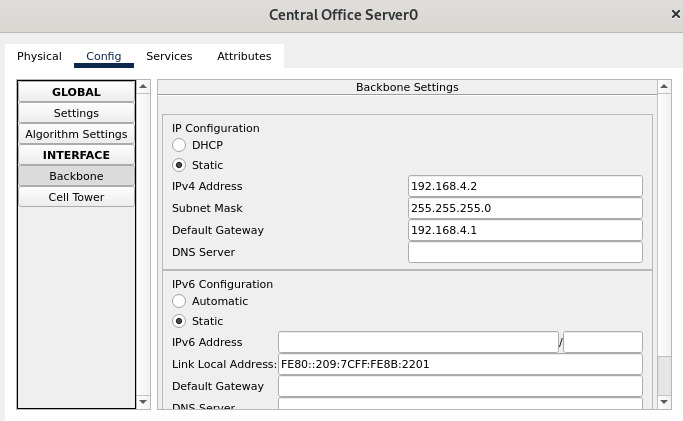 Central Office Server0
Physical Config Services Attributes
GLOBAL
Settings
Algorithm Settings
INTERFACE
Backbone
Cell Tower
Backbone Settings
IP Configuration
DHCP
Static
IPv4 Address 192.168.4.2
Subnet Mask 255.255.255.0
Default Gateway 192.168.4.1
DNS Server
IPv6 Configuration
Automatic
Static
IPv6 Address /
Link Local Address: FE80::209:7CFF:FE8B:2201
Default Gateway
DNS Server